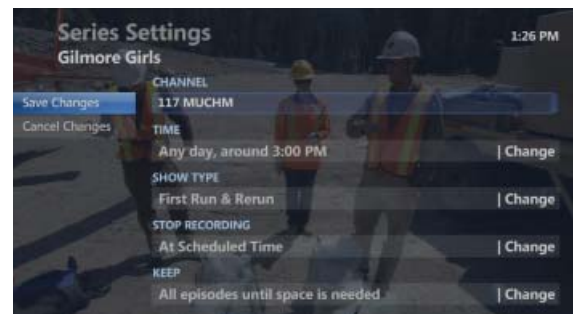 Series Settings
1:26 PM
Gilmore Girls
CHANNEL
Save Changes
117 MUCHM
Cancel Changes
TIME
Any day, around 3:00 PM | Change
SHOW TYPE
First Run & Rerun | Change
STOP RECORDING
At Scheduled Time | Change
KEEP
All episodes until space is needed | Change